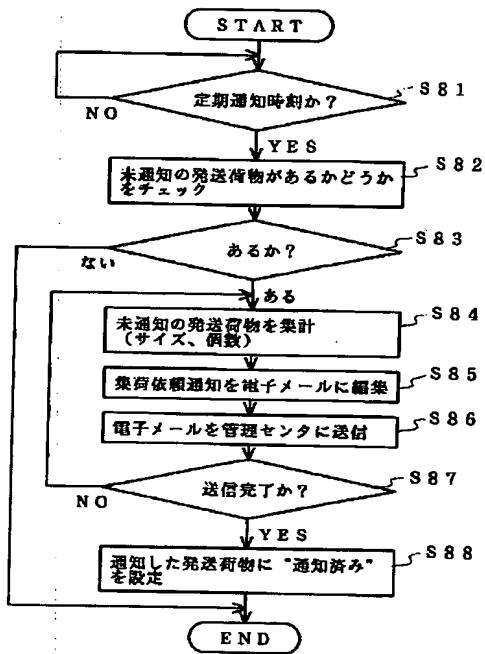 START
定期通知時刻か？
S81
NO
YES
未通知の発送荷物があるかどうか
をチェック
S82
あるか？
S83
ない
ある
未通知の発送荷物を集計
（サイズ、個数）
S84
集荷依頼通知を電子メールに編集
S85
電子メールを管理センタに送信
S86
送信完了か？
S87
NO
YES
通知した発送荷物に“通知済み”
を設定
S88
END